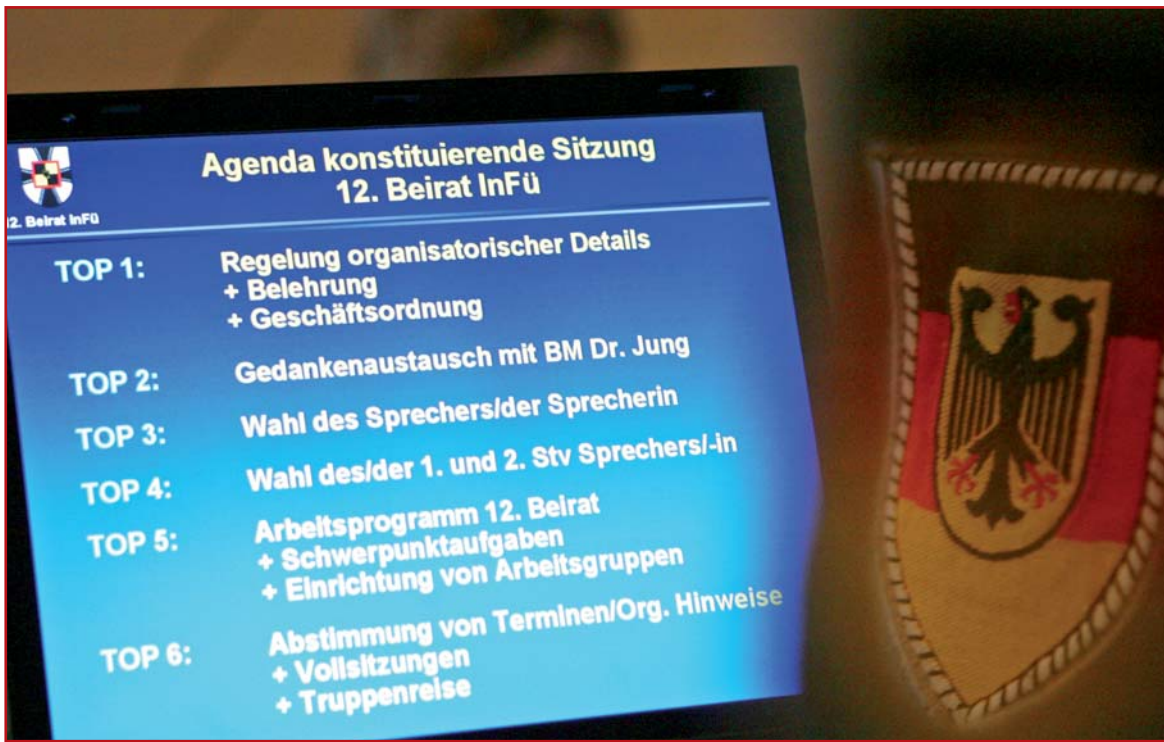 Agenda konstituierende Sitzung
12. Beirat InFü
12. Beirat InFü
TOP 1: Regelung organisatorischer Details
+ Belehrung
+ Geschäftsordnung
TOP 2: Gedankenaustausch mit BM Dr. Jung
TOP 3: Wahl des Sprechers/der Sprecherin
TOP 4: Wahl des/der 1. und 2. Stv Sprechers/-in
TOP 5: Arbeitsprogramm 12. Beirat
+ Schwerpunktaufgaben
+ Einrichtung von Arbeitsgruppen
TOP 6: Abstimmung von Terminen/Org. Hinweise
+ Vollsitzungen
+ Truppenreise